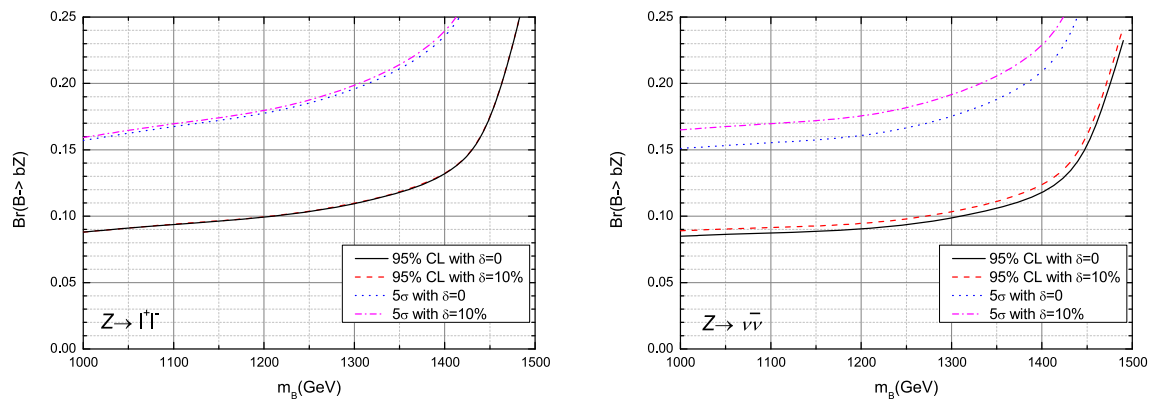 0.25
0.20
0.15
0.10
0.05
0.00
Br(B-> bZ)
1000 1100 1200 1300 1400 1500
m_B(GeV)
95% CL with δ=0
95% CL with δ=10%
5σ with δ=0
5σ with δ=10%
Z→ l⁺l⁻
0.25
0.20
0.15
0.10
0.05
0.00
Br(B-> bZ)
1000 1100 1200 1300 1400 1500
m_B(GeV)
95% CL with δ=0
95% CL with δ=10%
5σ with δ=0
5σ with δ=10%
Z→ νν̄